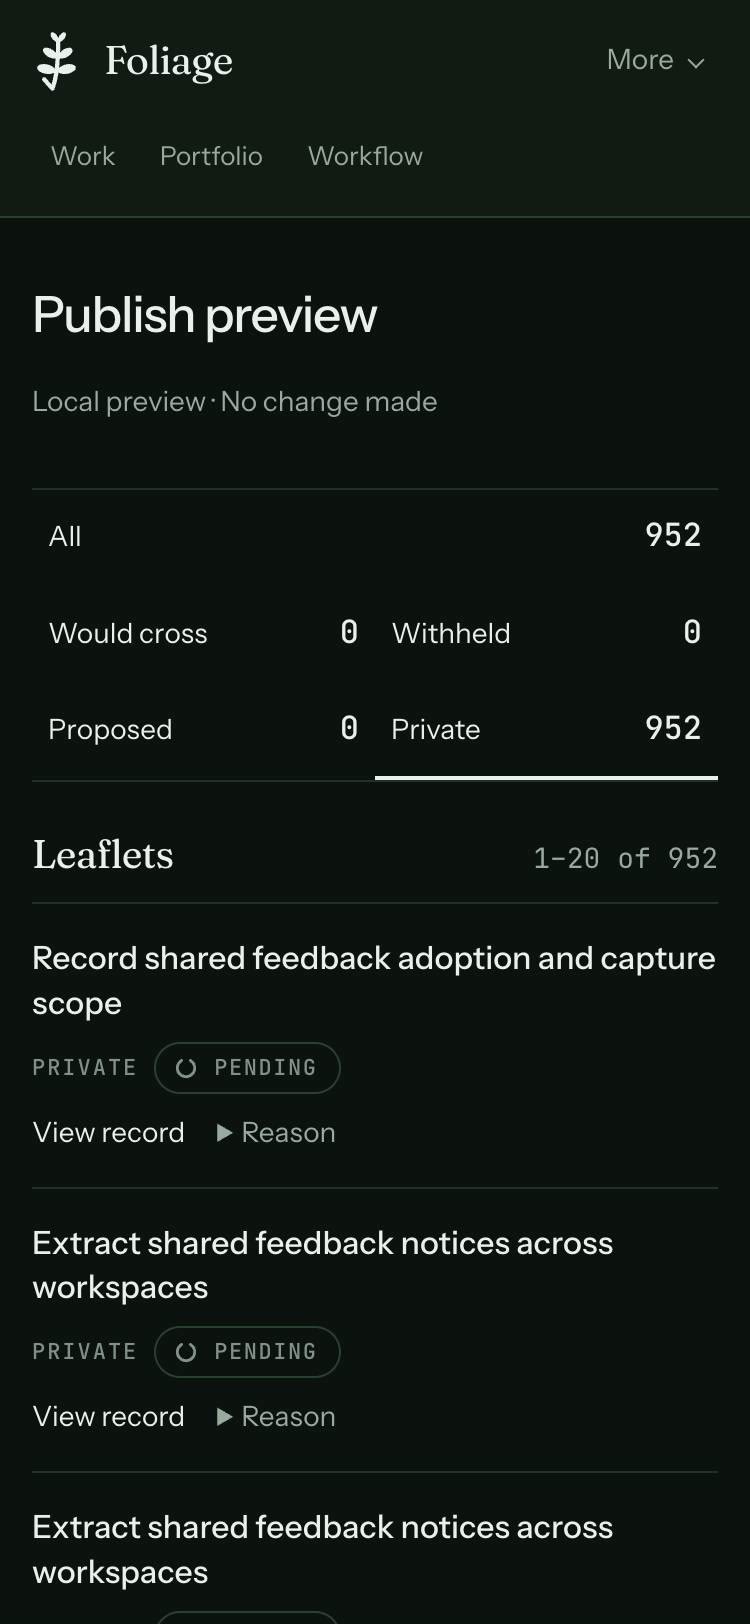 Foliage
More
Work Portfolio Workflow
Publish preview
Local preview · No change made
All 952
Would cross 0 Withheld 0
Proposed 0 Private 952
Leaflets 1–20 of 952
Record shared feedback adoption and capture
scope
PRIVATE PENDING
View record Reason
Extract shared feedback notices across
workspaces
PRIVATE PENDING
View record Reason
Extract shared feedback notices across
workspaces